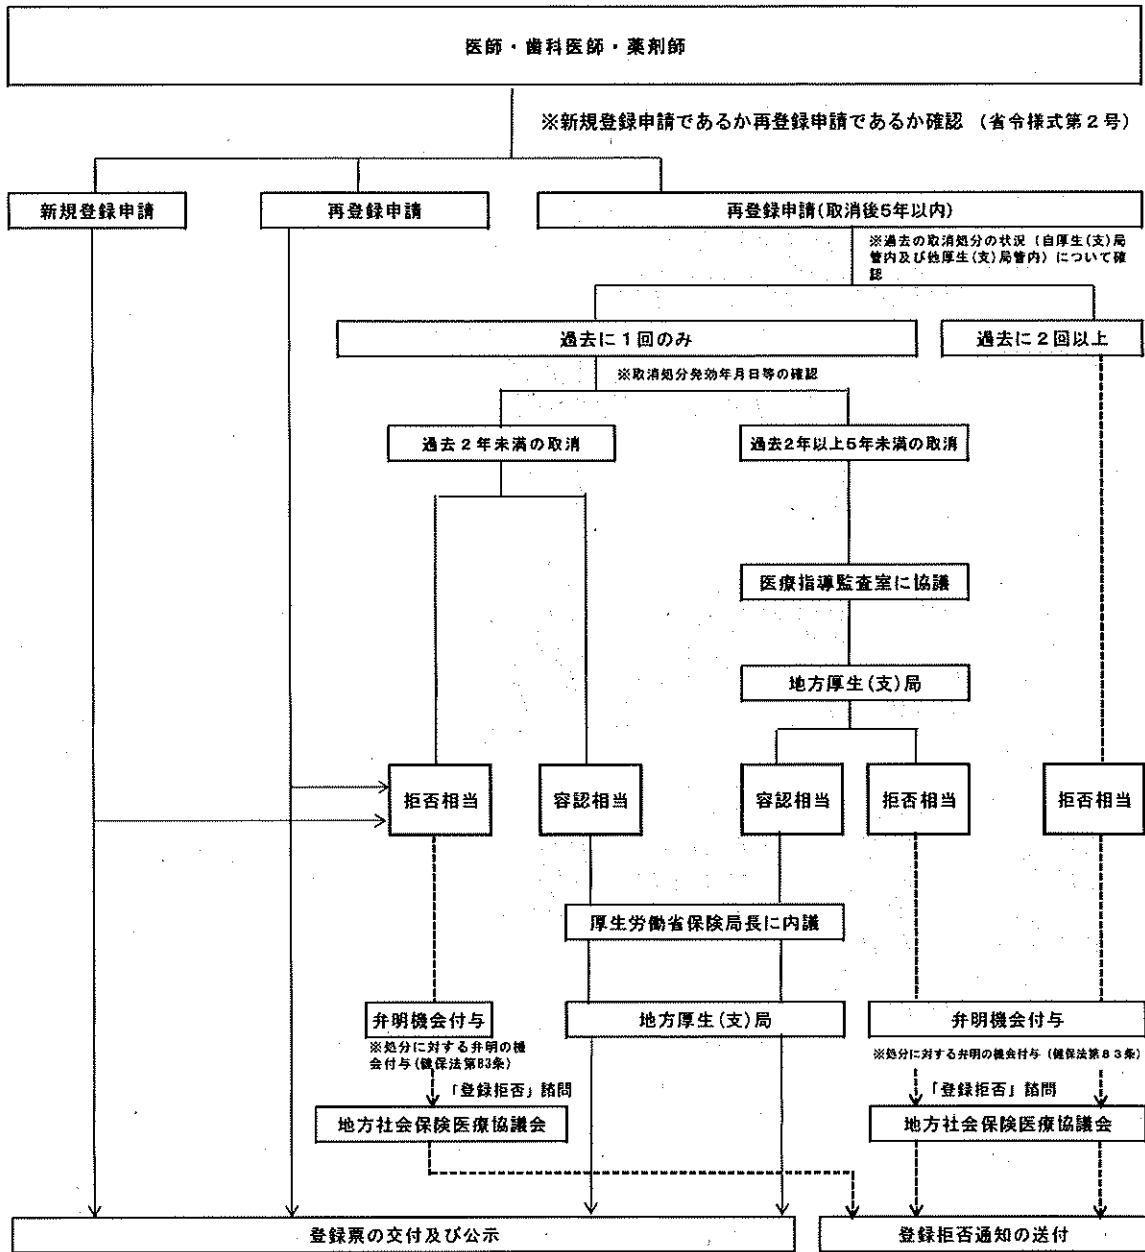 医師・歯科医師・薬剤師
※新規登録申請であるか再登録申請であるか確認 (省令様式第2号)
新規登録申請
再登録申請
再登録申請(取消後5年以内)
※過去の取消処分の状況(自厚生(支)局
管内及び他厚生(支)局管内)について確
認
過去に1回のみ
過去に2回以上
※取消処分発効年月日等の確認
過去2年未満の取消
過去2年以上5年未満の取消
医療指導監査室に協議
地方厚生(支)局
拒否相当
容認相当
容認相当
拒否相当
拒否相当
厚生労働省保険局長に内議
弁明機会付与
地方厚生(支)局
弁明機会付与
※処分に対する弁明の機
会付与(健保法第83条)
※処分に対する弁明の機会付与(健保法第83条)
「登録拒否」諮問
「登録拒否」諮問
地方社会保険医療協議会
地方社会保険医療協議会
登録票の交付及び公示
登録拒否通知の送付